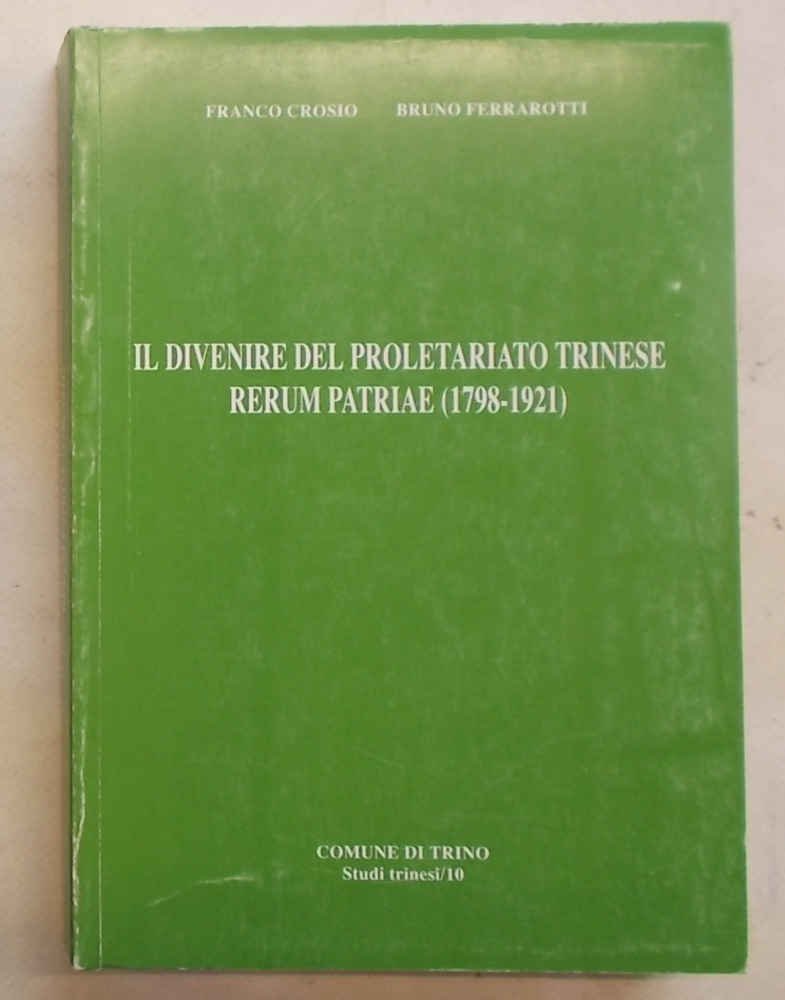 FRANCO CROSIO BRUNO FERRAROTTI
IL DIVENIRE DEL PROLETARIATO TRINESE
RERUM PATRIAE (1798-1921)
COMUNE DI TRINO
Studi trinesi/10